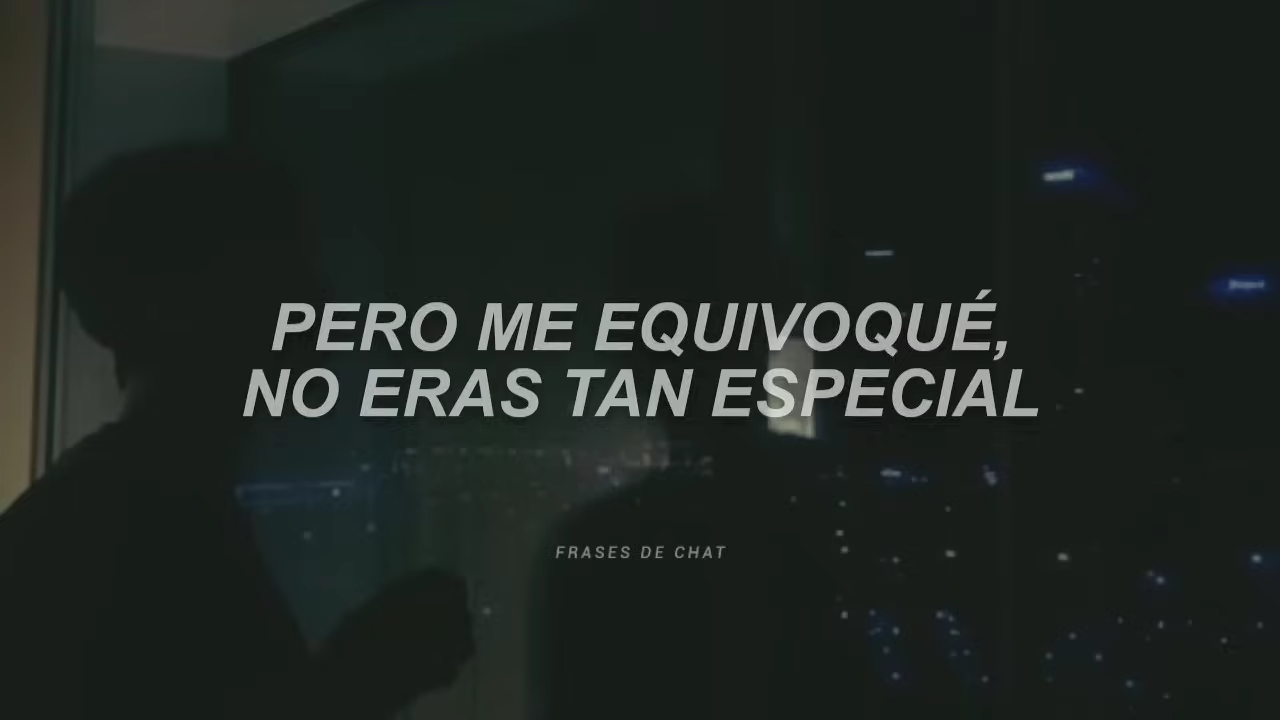 PERO ME EQUIVOQUÉ,
NO ERAS TAN ESPECIAL
FRASES DE CHAT